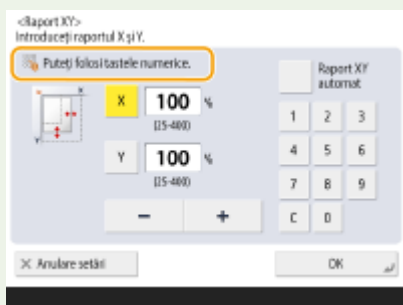 <Raport XY>
Introduceți raportul X și Y.
Puteți folosi tastele numerice.
Raport XY
automat
X
Y
X 100 %
(25-400)
Y 100 %
(25-400)
- +
1 2 3
4 5 6
7 8 9
C 0
× Anulare setări
OK